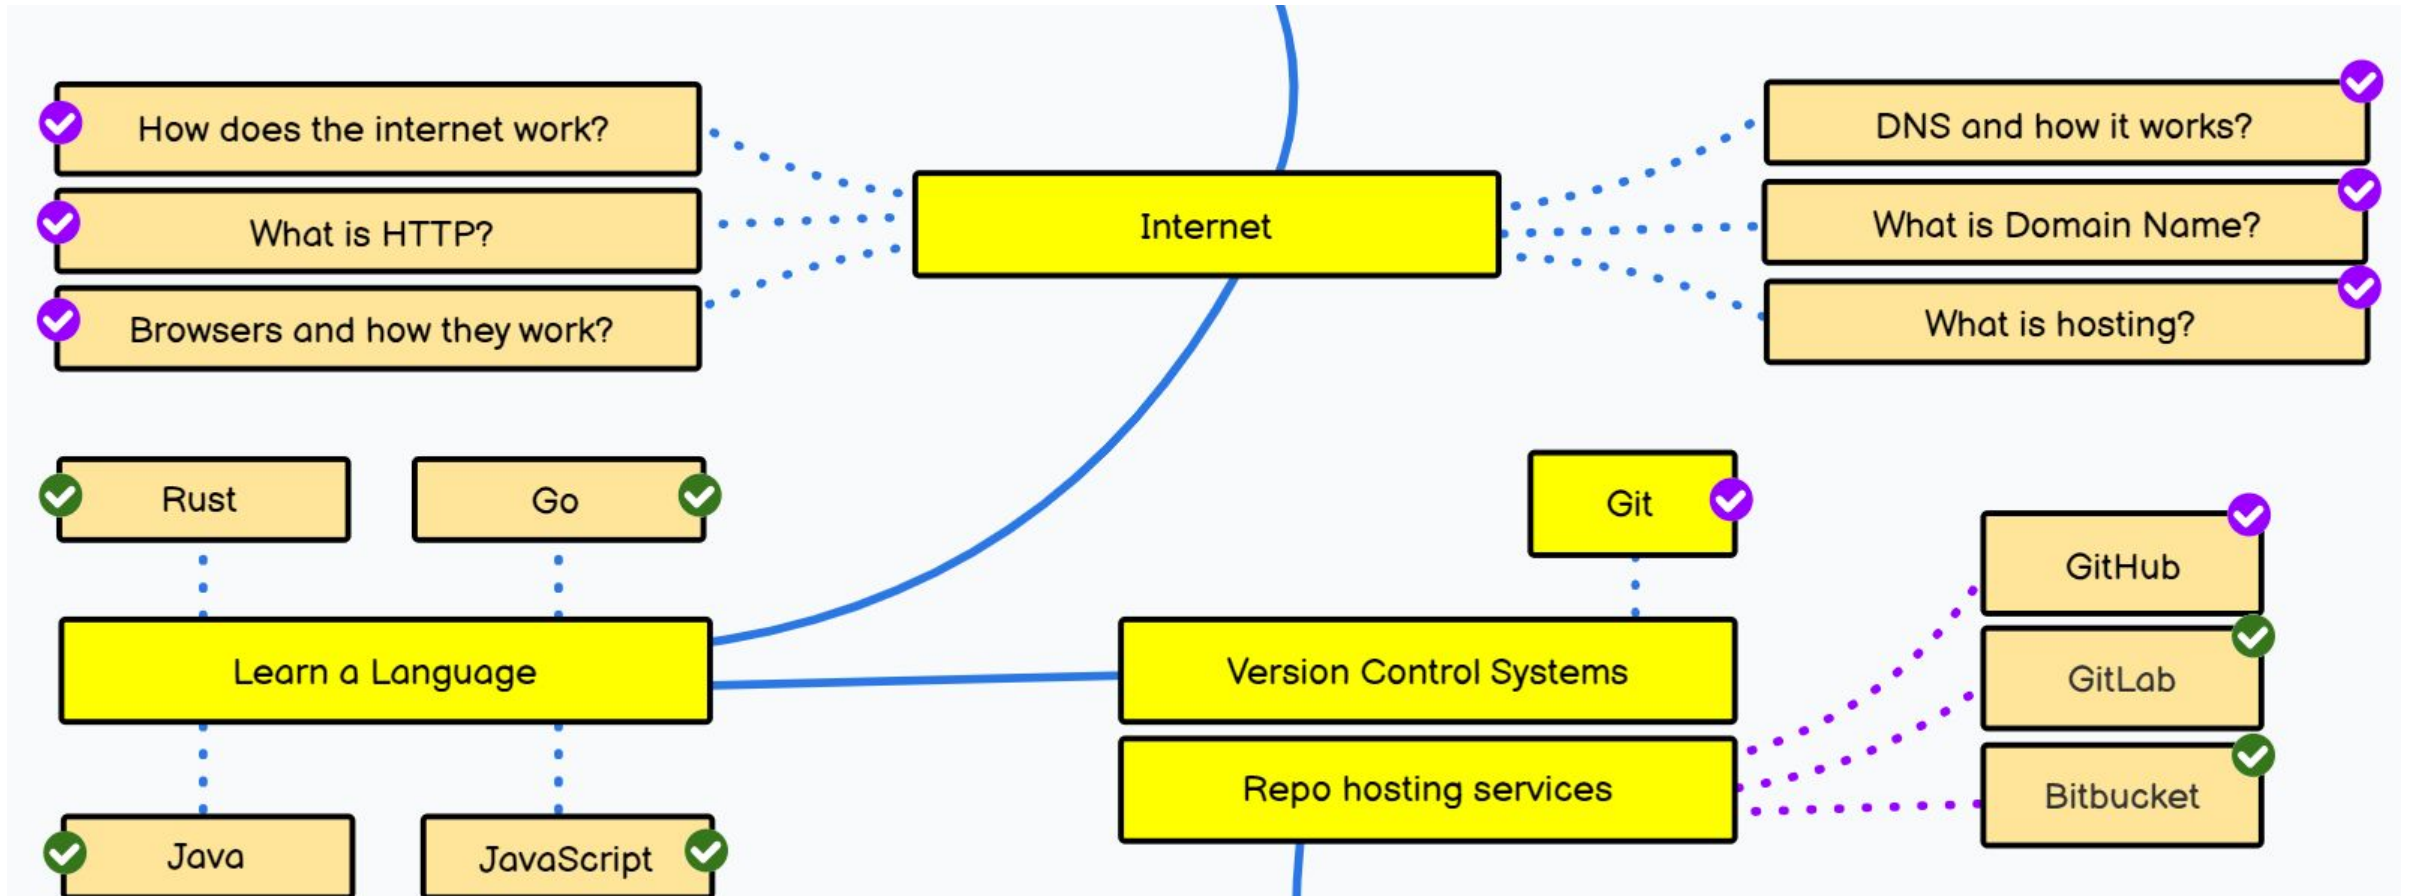 How does the internet work?
What is HTTP?
Browsers and how they work?
Internet
DNS and how it works?
What is Domain Name?
What is hosting?
Rust
Go
Learn a Language
Java
JavaScript
Git
Version Control Systems
Repo hosting services
GitHub
GitLab
Bitbucket